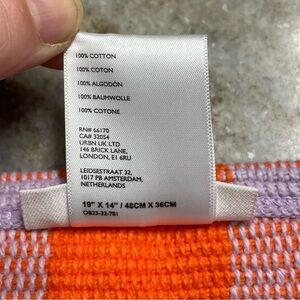 100% COTTON
100% COTON
100% ALGODÓN
100% BAUMWOLLE
100% COTONE
RN# 66170
CA# 32054
URBN UK LTD
146 BRICK LANE,
LONDON, E1 6RU
LEIDSESTRAAT 32,
1017 PB AMSTERDAM,
NETHERLANDS
19" X 14" / 48CM X 36CM
OB23-32-7B1